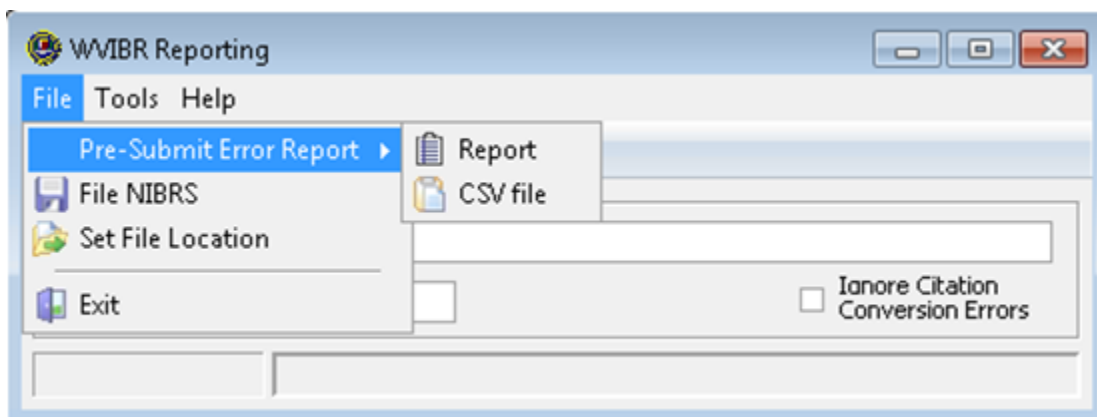 WVIBR Reporting
File Tools Help
Pre-Submit Error Report
Report
File NIBRS
CSV file
Set File Location
Exit
Ignore Citation
Conversion Errors